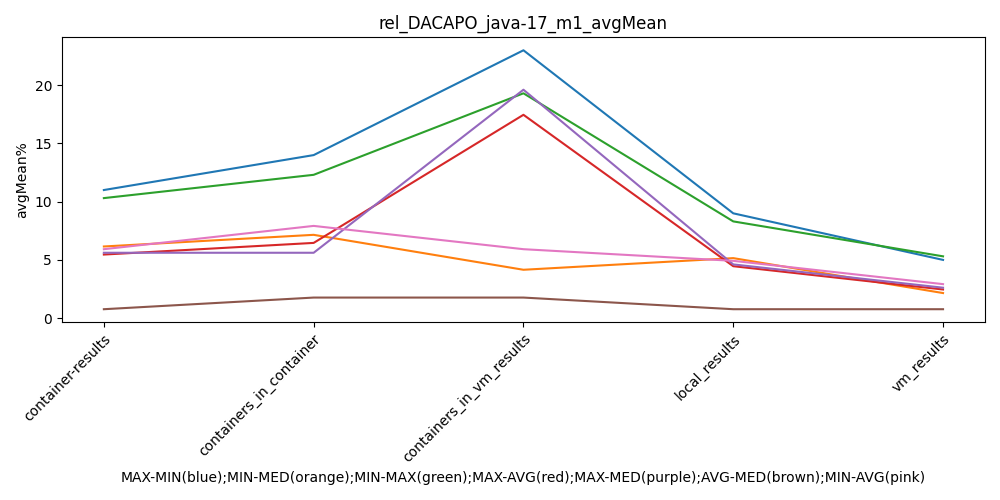 rel_DACAPO_java-17_m1_avgMean
avgMean%
20
15
10
5
0
container-results
containers_in_container
containers_in_vm_results
local_results
vm_results
MAX-MIN(blue);MIN-MED(orange);MIN-MAX(green);MAX-AVG(red);MAX-MED(purple);AVG-MED(brown);MIN-AVG(pink)